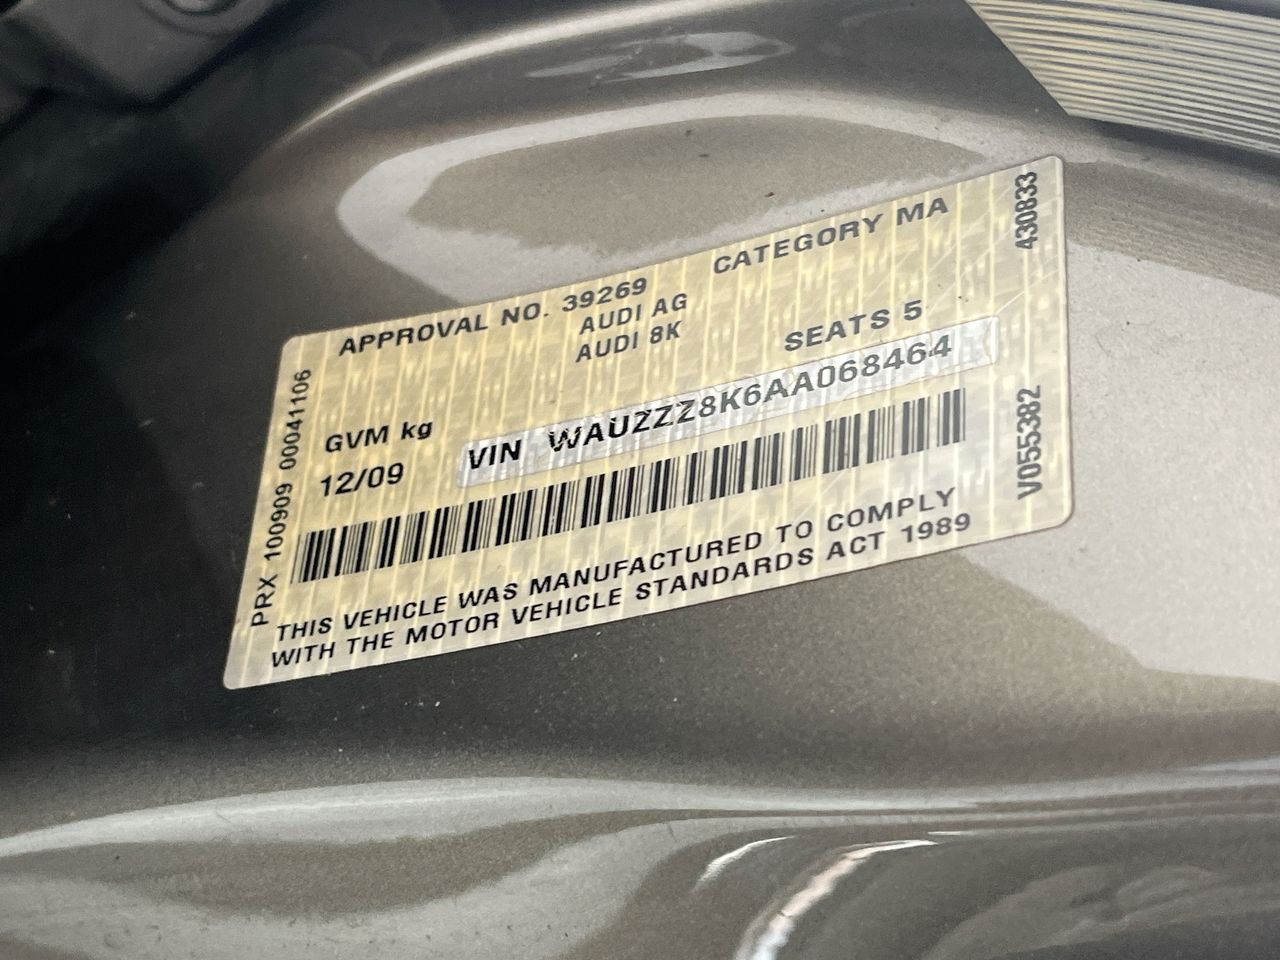 APPROVAL NO. 39269
CATEGORY MA
AUDI AG
AUDI 8K
SEATS 5
GVM kg
12/09
VIN WAUZZZ8K6AA068464
THIS VEHICLE WAS MANUFACTURED TO COMPLY
WITH THE MOTOR VEHICLE STANDARDS ACT 1989
PRX 100909 00041106
430833
V055382